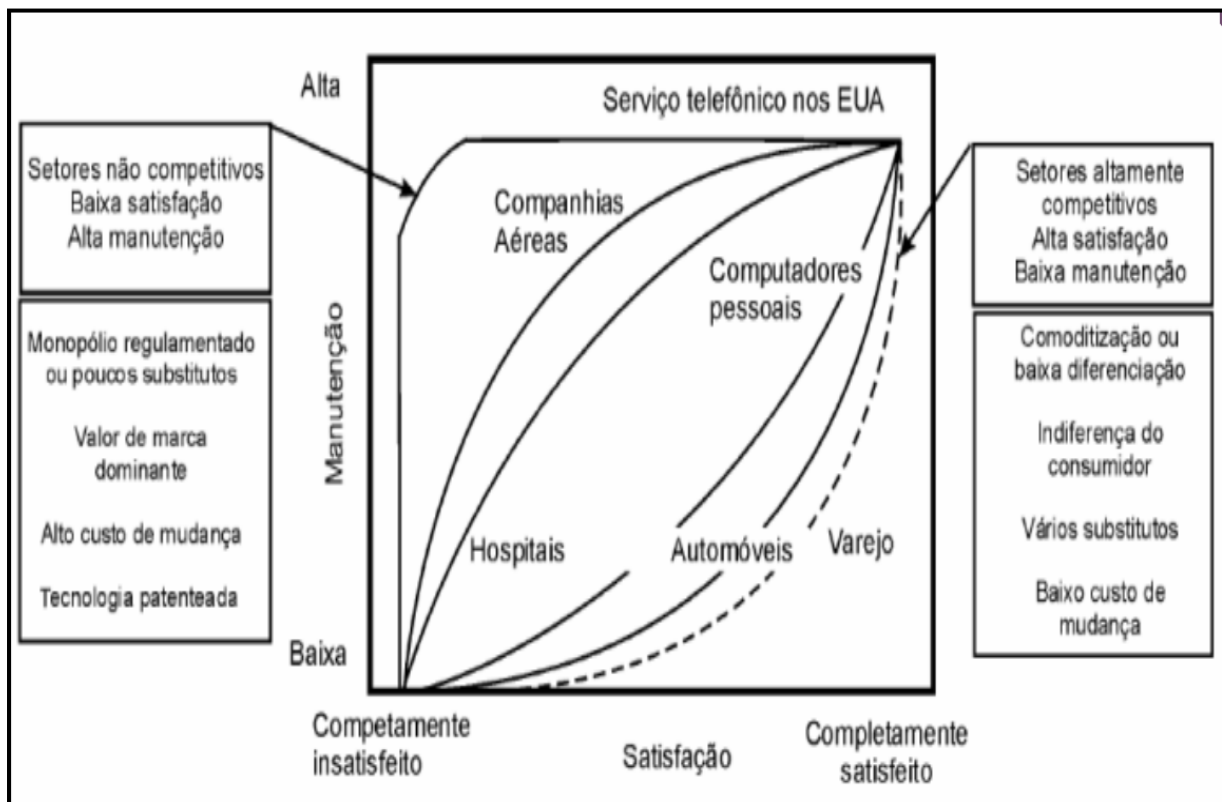 Alta
Serviço telefônico nos EUA
Setores não competitivos
Baixa satisfação
Alta manutenção
Monopólio regulamentado
ou poucos substitutos
Valor de marca
dominante
Alto custo de mudança
Tecnologia patenteada
Manutenção
Companhias
Aéreas
Computadores
pessoais
Hospitais
Automóveis
Varejo
Setores altamente
competitivos
Alta satisfação
Baixa manutenção
Comoditização ou
baixa diferenciação
Indiferença do
consumidor
Vários substitutos
Baixo custo de
mudança
Baixa
Competamente
insatisfeito
Satisfação
Completamente
satisfeito